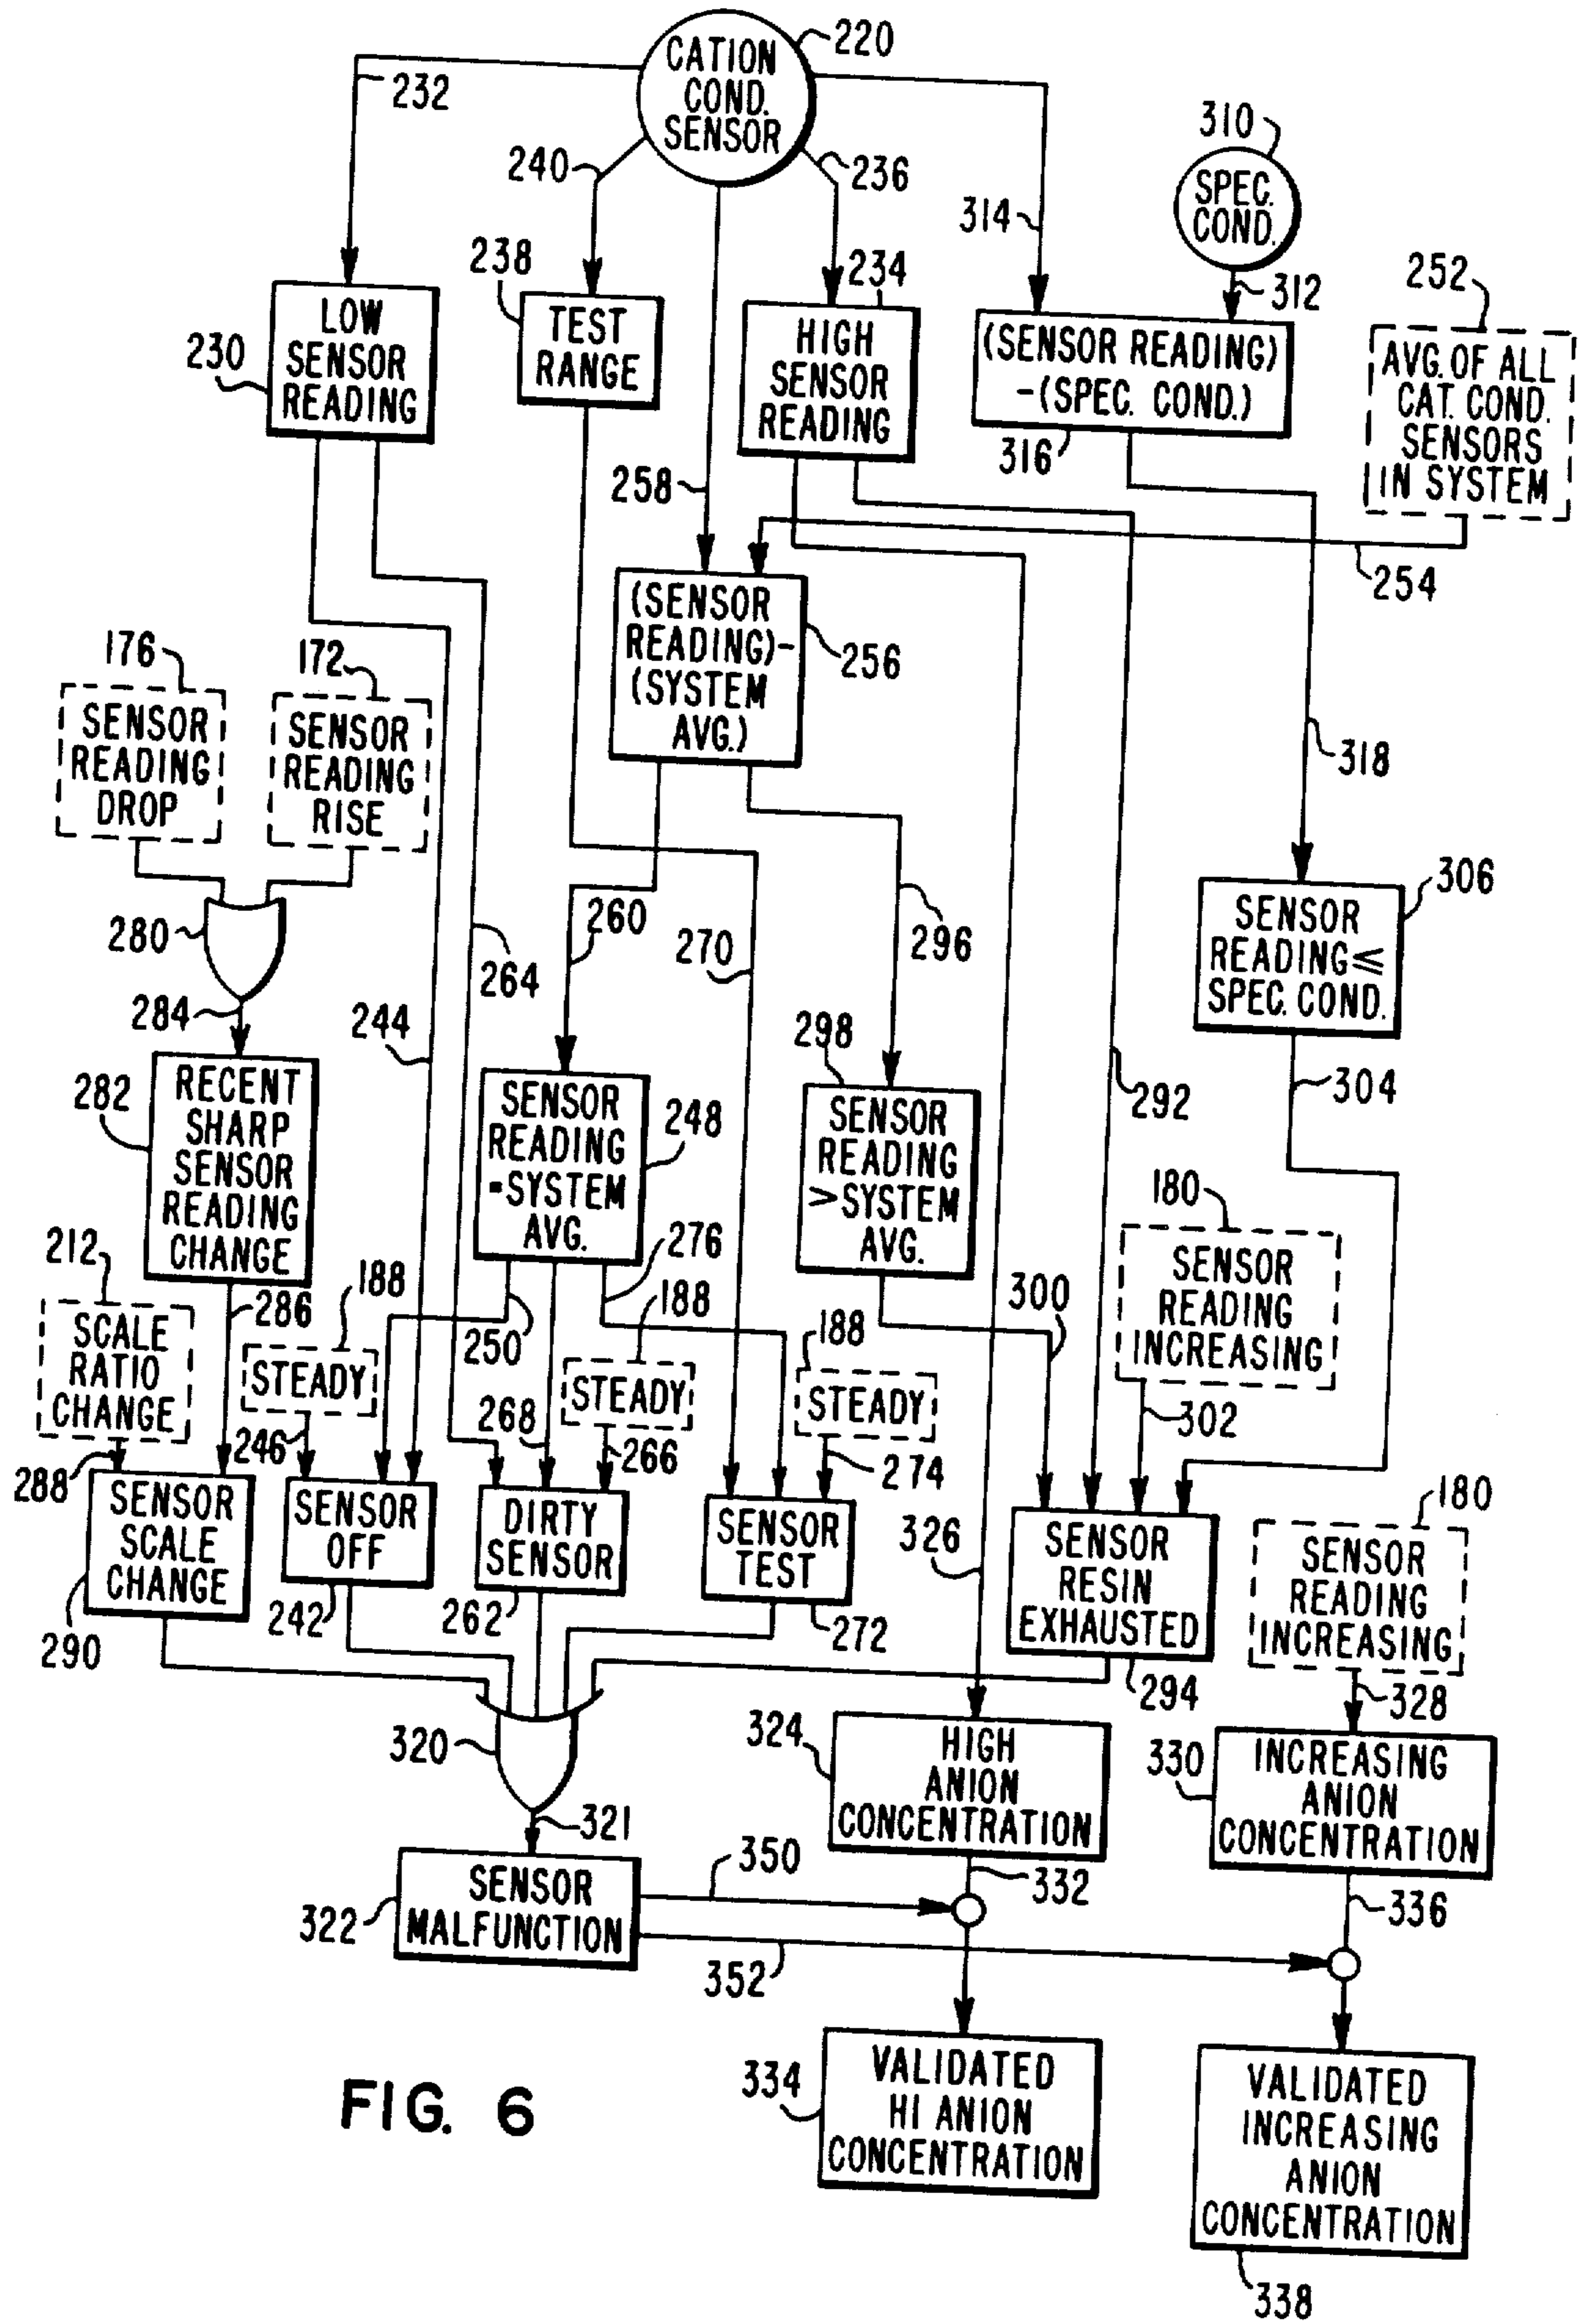 CATION
COND.
SENSOR
220
232
240
236
314
310
SPEC.
COND.
312
252
AVG. OF ALL
CAT. COND.
SENSORS
IN SYSTEM
254
230
LOW
SENSOR
READING
238
TEST
RANGE
234
HIGH
SENSOR
READING
(SENSOR READING)
-(SPEC. COND.)
316
258
(SENSOR
READING)-
(SYSTEM
AVG.)
256
318
176
SENSOR
READING
DROP
172
SENSOR
READING
RISE
280
284
244
264
260
270
296
306
SENSOR
READING≤
SPEC. COND.
304
282
RECENT
SHARP
SENSOR
READING
CHANGE
286
SENSOR
READING
=SYSTEM
AVG.
248
298
SENSOR
READING
>SYSTEM
AVG.
292
212
SCALE
RATIO
CHANGE
288
188
STEADY
246
250
276
268
188
STEADY
266
188
STEADY
274
300
180
SENSOR
READING
INCREASING
302
SENSOR
SCALE
CHANGE
290
SENSOR
OFF
242
DIRTY
SENSOR
262
SENSOR
TEST
272
326
SENSOR
RESIN
EXHAUSTED
294
180
SENSOR
READING
INCREASING
328
320
321
324
HIGH
ANION
CONCENTRATION
332
330
INCREASING
ANION
CONCENTRATION
336
322
SENSOR
MALFUNCTION
350
352
334
VALIDATED
HI ANION
CONCENTRATION
VALIDATED
INCREASING
ANION
CONCENTRATION
338
FIG. 6